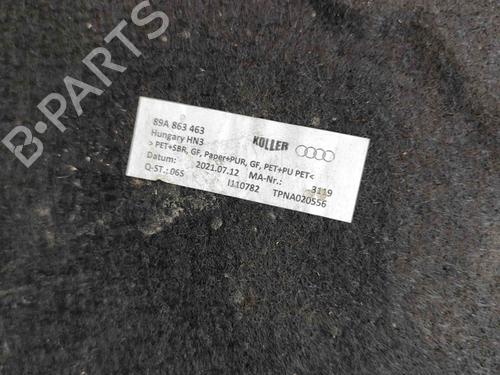 B-PARTS
89A 863 463
Hungary HN3
KOLLER
> PET+SBR, GF, Paper+PUR, GF, PET+PU PET<
Datum: 2021.07.12 MA-Nr.: 3119
Q-ST.: 06S I110782 TPNA020556